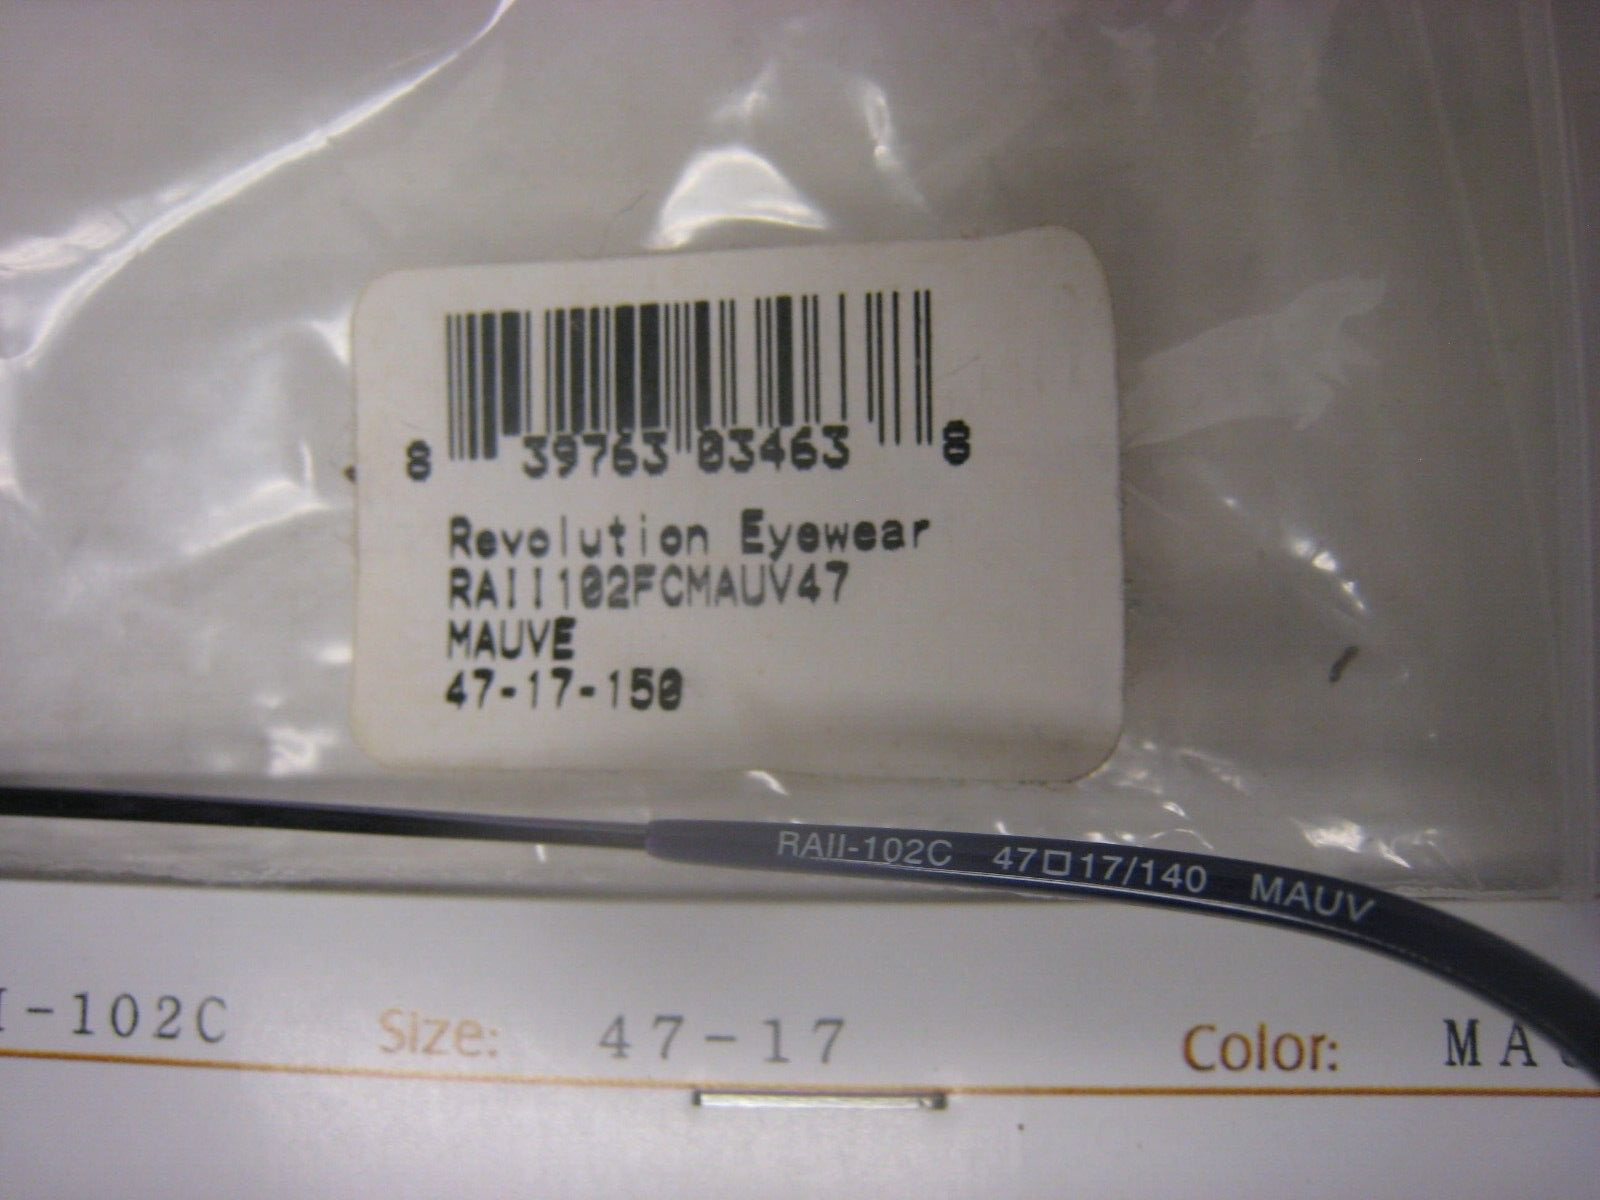 8 39763 03463 8
Revolution Eyewear
RAII102FCMAUV47
MAUVE
47-17-150
RAII-102C 47□17/140 MAUV
I-102C Size: 47-17 Color: MAU